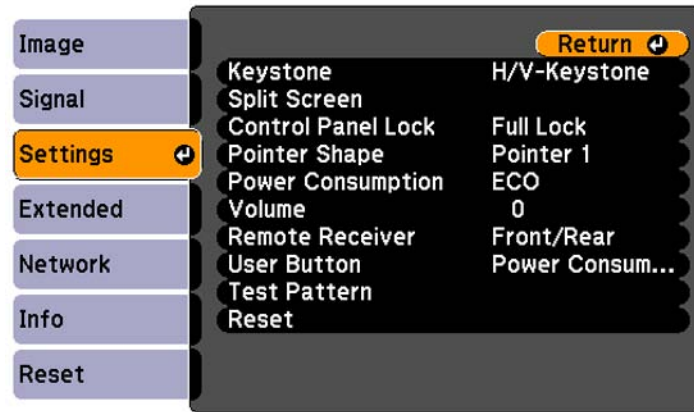 Image
Signal
Settings
Extended
Network
Info
Reset
Return
Keystone H/V-Keystone
Split Screen
Control Panel Lock Full Lock
Pointer Shape Pointer 1
Power Consumption ECO
Volume 0
Remote Receiver Front/Rear
User Button Power Consum...
Test Pattern
Reset